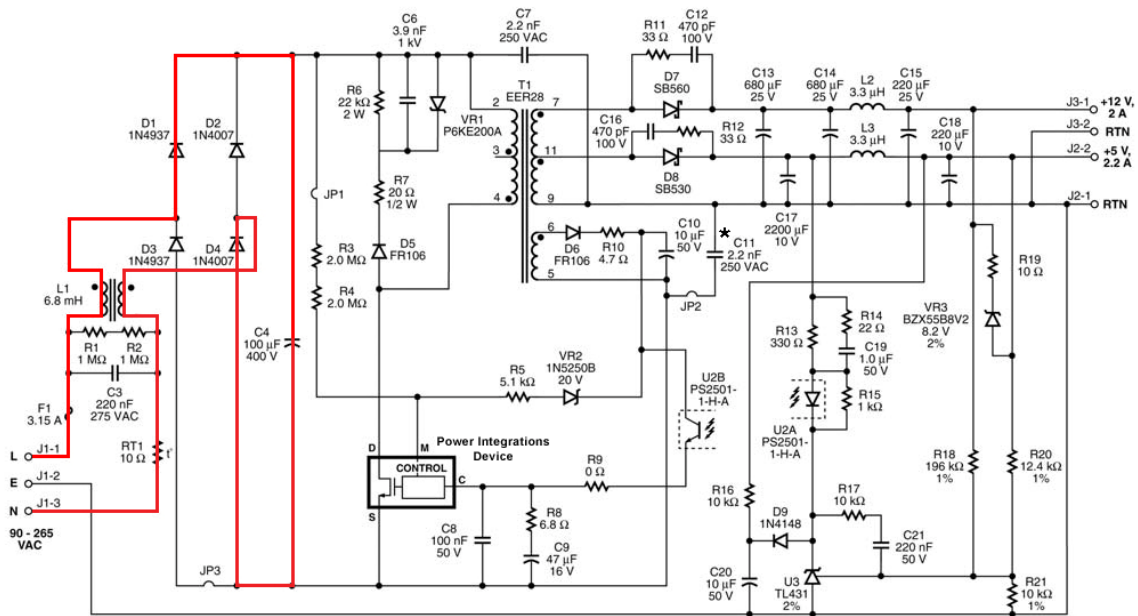 C6
3.9 nF
1 kV
C7
2.2 nF
250 VAC
R11
33 Ω
C12
470 pF
100 V
R6
22 kΩ
2 W
VR1
P6KE200A
T1
EER28
2
3
4
7
11
9
6
5
D7
SB560
C16
470 pF
100 V
R12
33 Ω
D8
SB530
C13
680 µF
25 V
C14
680 µF
25 V
L2
3.3 µH
C15
220 µF
25 V
L3
3.3 µH
C18
220 µF
10 V
J3-1
+12 V,
2 A
J3-2
RTN
J2-2
+5 V,
2.2 A
J2-1
RTN
D1
1N4937
D2
1N4007
D3
1N4937
D4
1N4007
JP1
R7
20 Ω
1/2 W
D5
FR106
R3
2.0 MΩ
R4
2.0 MΩ
D6
FR106
R10
4.7 Ω
C10
10 µF
50 V
*
C11
2.2 nF
250 VAC
JP2
C17
2200 µF
10 V
L1
6.8 mH
R1
1 MΩ
R2
1 MΩ
C3
220 nF
275 VAC
F1
3.15 A
RT1
10 Ω
t°
C4
100 µF
400 V
L
J1-1
E
J1-2
N
J1-3
90 - 265
VAC
JP3
R5
5.1 kΩ
VR2
1N5250B
20 V
U2B
PS2501-
1-H-A
D
M
Power Integrations
Device
CONTROL
C
S
R9
0 Ω
C8
100 nF
50 V
R8
6.8 Ω
C9
47 µF
16 V
R13
330 Ω
R14
22 Ω
C19
1.0 µF
50 V
R15
1 kΩ
U2A
PS2501-
1-H-A
R19
10 Ω
VR3
BZX55B8V2
8.2 V
2%
R16
10 kΩ
R17
10 kΩ
R18
196 kΩ
1%
R20
12.4 kΩ
1%
D9
1N4148
C21
220 nF
50 V
C20
10 µF
50 V
U3
TL431
2%
R21
10 kΩ
1%